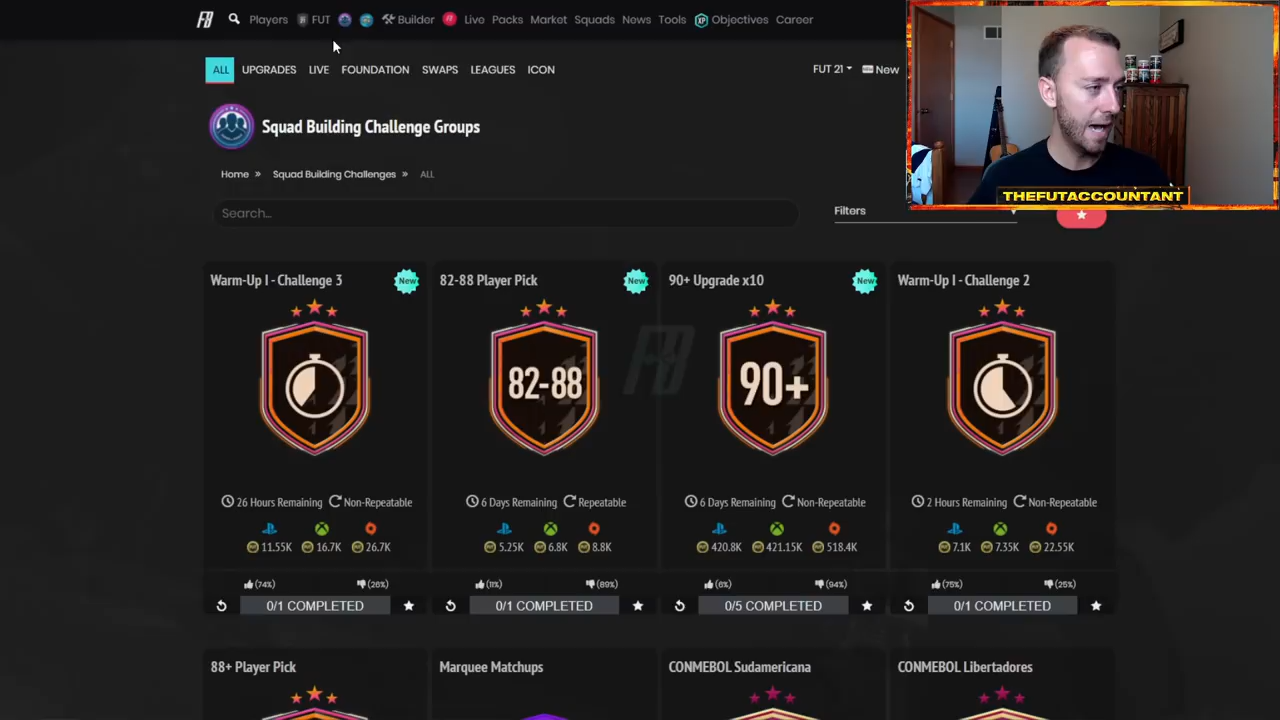 F8 Players FUT Builder Live Packs Market Squads News Tools XP Objectives Career
ALL UPGRADES LIVE FOUNDATION SWAPS LEAGUES ICON FUT 21 New
Squad Building Challenge Groups
Home » Squad Building Challenges » ALL
Search... Filters
THEFUTACCOUNTANT
Warm-Up I - Challenge 3 New 82-88 Player Pick New 90+ Upgrade x10 New Warm-Up I - Challenge 2
F8
82-88 90+
26 Hours Remaining Non-Repeatable 6 Days Remaining Repeatable 6 Days Remaining Non-Repeatable 2 Hours Remaining Non-Repeatable
11.55K 16.7K 26.7K 5.25K 6.8K 8.8K 420.8K 421.15K 518.4K 7.1K 7.35K 22.55K
(74%) (26%) (11%) (89%) (6%) (94%) (75%) (25%)
0/1 COMPLETED 0/1 COMPLETED 0/5 COMPLETED 0/1 COMPLETED
88+ Player Pick Marquee Matchups CONMEBOL Sudamericana CONMEBOL Libertadores